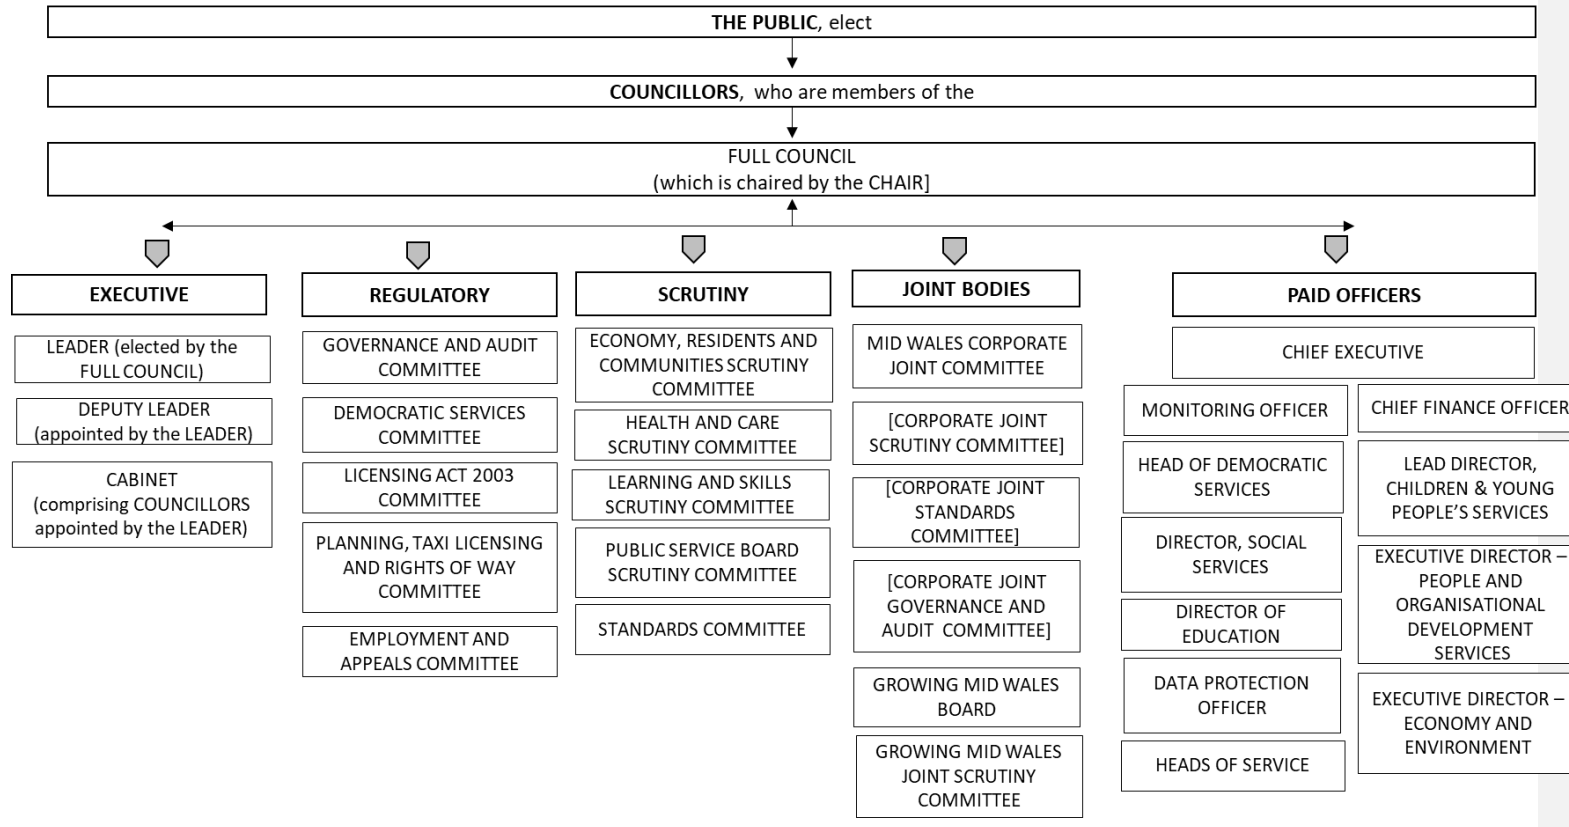 THE PUBLIC, elect
COUNCILLORS,  who are members of the
FULL COUNCIL
(which is chaired by the CHAIR]
EXECUTIVE
LEADER (elected by the
FULL COUNCIL)
DEPUTY LEADER
(appointed by the LEADER)
CABINET
(comprising COUNCILLORS
appointed by the LEADER)
REGULATORY
GOVERNANCE AND AUDIT
COMMITTEE
DEMOCRATIC SERVICES
COMMITTEE
LICENSING ACT 2003
COMMITTEE
PLANNING, TAXI LICENSING
AND RIGHTS OF WAY
COMMITTEE
EMPLOYMENT AND
APPEALS COMMITTEE
SCRUTINY
ECONOMY, RESIDENTS AND
COMMUNITIES SCRUTINY
COMMITTEE
HEALTH AND CARE
SCRUTINY COMMITTEE
LEARNING AND SKILLS
SCRUTINY COMMITTEE
PUBLIC SERVICE BOARD
SCRUTINY COMMITTEE
STANDARDS COMMITTEE
JOINT BODIES
MID WALES CORPORATE
JOINT COMMITTEE
[CORPORATE JOINT
SCRUTINY COMMITTEE]
[CORPORATE JOINT
STANDARDS
COMMITTEE]
[CORPORATE JOINT
GOVERNANCE AND
AUDIT  COMMITTEE]
GROWING MID WALES
BOARD
GROWING MID WALES
JOINT SCRUTINY
COMMITTEE
PAID OFFICERS
CHIEF EXECUTIVE
MONITORING OFFICER
HEAD OF DEMOCRATIC
SERVICES
DIRECTOR, SOCIAL
SERVICES
DIRECTOR OF
EDUCATION
DATA PROTECTION
OFFICER
HEADS OF SERVICE
CHIEF FINANCE OFFICER
LEAD DIRECTOR,
CHILDREN & YOUNG
PEOPLE’S SERVICES
EXECUTIVE DIRECTOR –
PEOPLE AND
ORGANISATIONAL
DEVELOPMENT
SERVICES
EXECUTIVE DIRECTOR –
ECONOMY AND
ENVIRONMENT